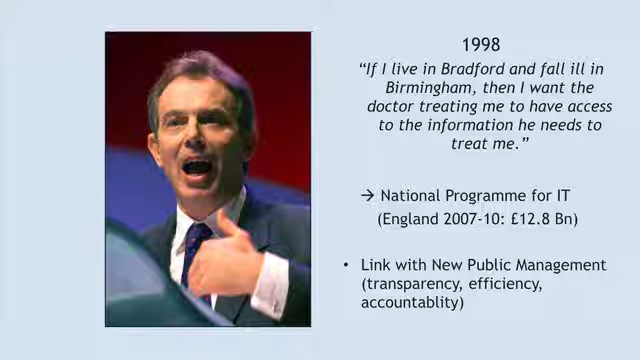 1998
“If I live in Bradford and fall ill in
Birmingham, then I want the
doctor treating me to have access
to the information he needs to
treat me.”
→ National Programme for IT
(England 2007-10: £12.8 Bn)
• Link with New Public Management
(transparency, efficiency,
accountablity)